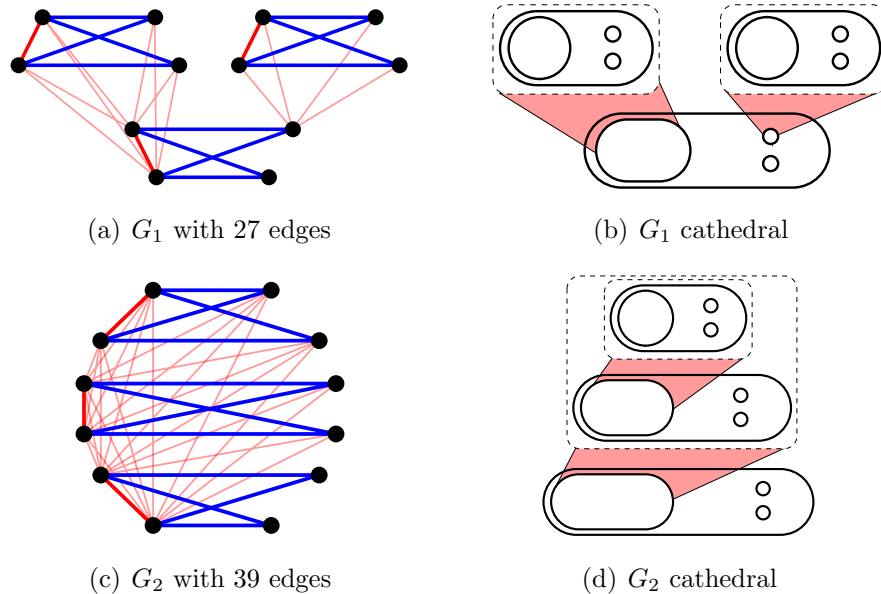 (a) G₁ with 27 edges
(b) G₁ cathedral
(c) G₂ with 39 edges
(d) G₂ cathedral